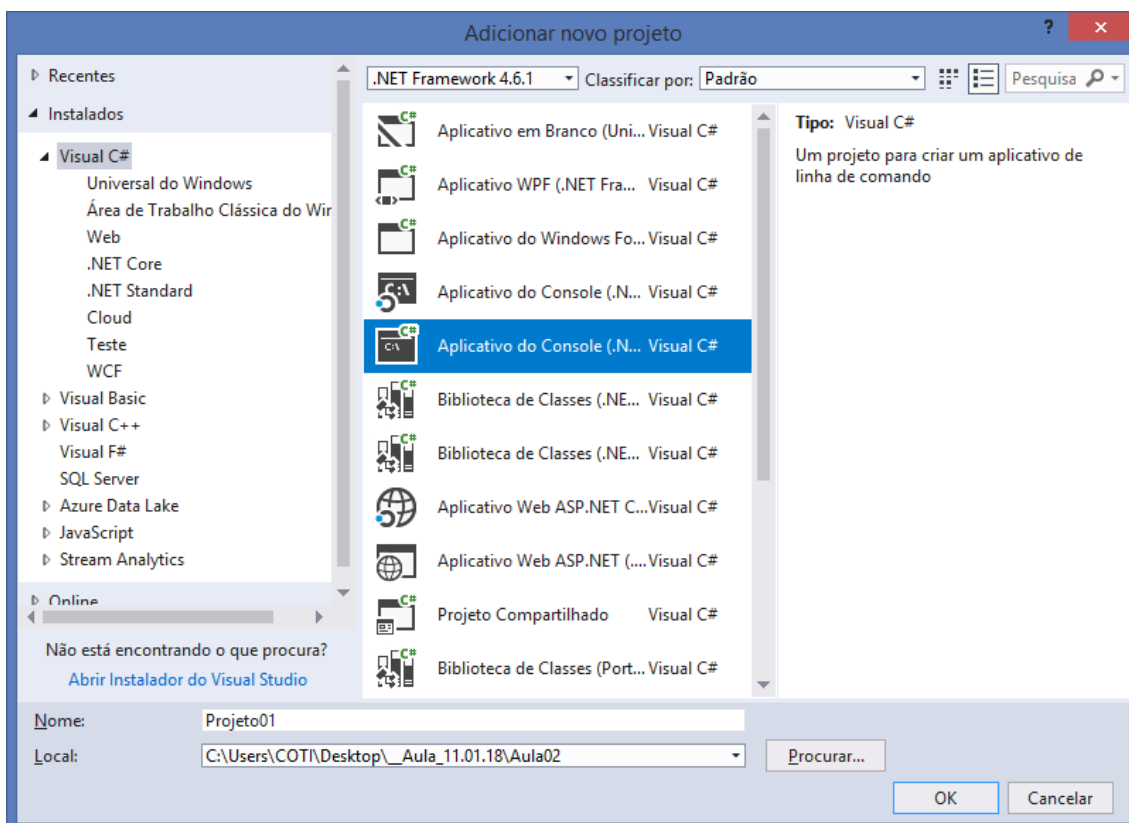 Adicionar novo projeto
?
Recentes
Instalados
Visual C#
Universal do Windows
Área de Trabalho Clássica do Wir
Web
.NET Core
.NET Standard
Cloud
Teste
WCF
Visual Basic
Visual C++
Visual F#
SQL Server
Azure Data Lake
JavaScript
Stream Analytics
Online
Não está encontrando o que procura?
Abrir Instalador do Visual Studio
.NET Framework 4.6.1 Classificar por: Padrão
Pesquisa
Aplicativo em Branco (Uni... Visual C#
Aplicativo WPF (.NET Fra... Visual C#
Aplicativo do Windows Fo... Visual C#
Aplicativo do Console (.N... Visual C#
Aplicativo do Console (.N... Visual C#
Biblioteca de Classes (.NE... Visual C#
Biblioteca de Classes (.NE... Visual C#
Aplicativo Web ASP.NET C... Visual C#
Aplicativo Web ASP.NET (.... Visual C#
Projeto Compartilhado Visual C#
Biblioteca de Classes (Port... Visual C#
Tipo: Visual C#
Um projeto para criar um aplicativo de
linha de comando
Nome: Projeto01
Local: C:\Users\COTI\Desktop\__Aula_11.01.18\Aula02
Procurar...
OK Cancelar